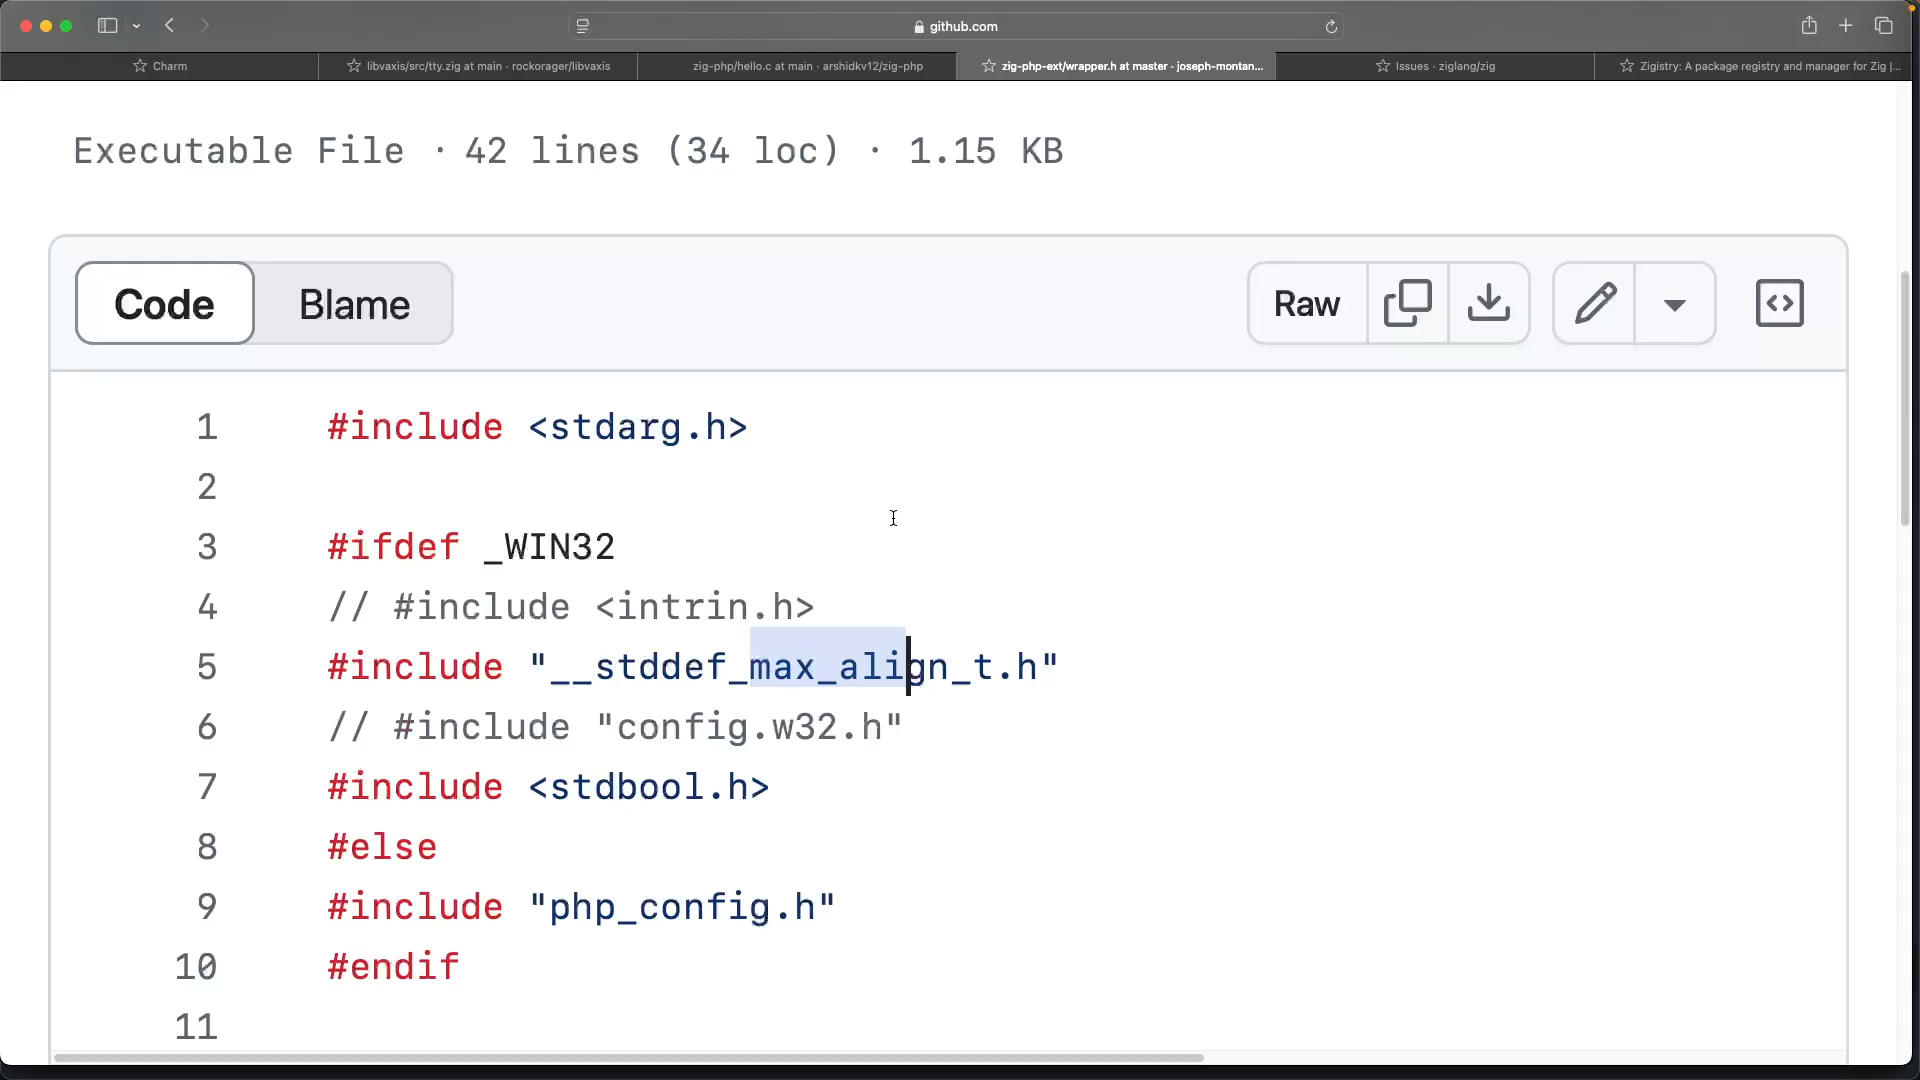 github.com
Charm
libvaxis/src/tty.zig at main · rockorager/libvaxis
zig-php/hello.c at main · arshidkv12/zig-php
zig-php-ext/wrapper.h at master · joseph-montan...
Issues · ziglang/zig
Zigistry: A package registry and manager for Zig |...
Executable File · 42 lines (34 loc) · 1.15 KB
Code
Blame
Raw
1 #include <stdarg.h>
2
3 #ifdef _WIN32
4 // #include <intrin.h>
5 #include "__stddef_max_align_t.h"
6 // #include "config.w32.h"
7 #include <stdbool.h>
8 #else
9 #include "php_config.h"
10 #endif
11